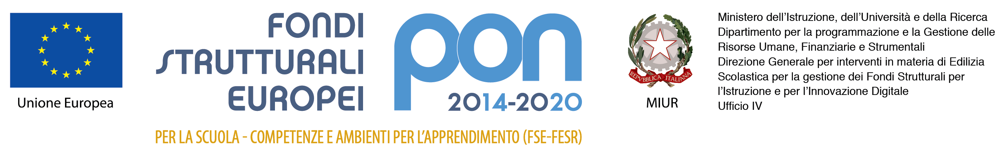 Unione Europea
FONDI
STRUTTURALI
EUROPEI
pon
2014-2020
PER LA SCUOLA - COMPETENZE E AMBIENTI PER L'APPRENDIMENTO (FSE-FESR)
REPVBBLICA ITALIANA
MIUR
Ministero dell'Istruzione, dell'Università e della Ricerca
Dipartimento per la programmazione e la Gestione delle
Risorse Umane, Finanziarie e Strumentali
Direzione Generale per interventi in materia di Edilizia
Scolastica per la gestione dei Fondi Strutturali per
l'Istruzione e per l'Innovazione Digitale
Ufficio IV